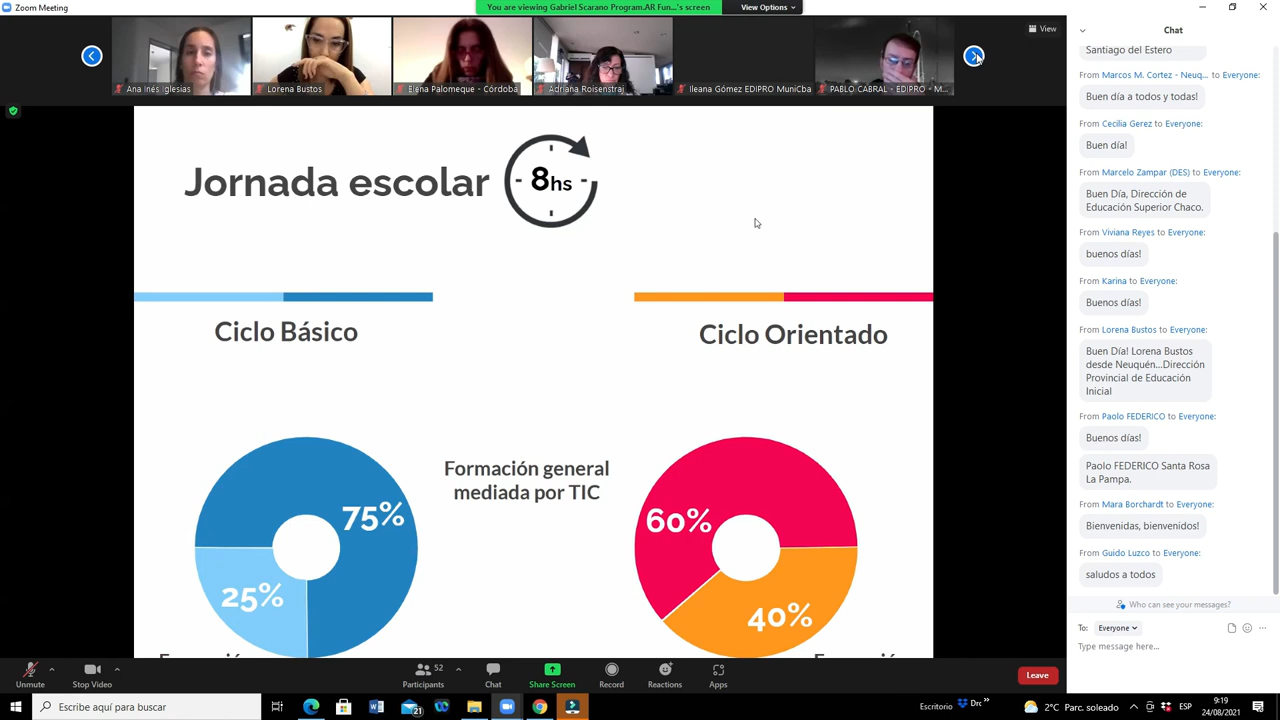 Zoom Meeting
You are viewing Gabriel Scarano Program.AR Fun...'s screen
View Options
View
Ana Inés Iglesias
Lorena Bustos
Elena Palomeque - Córdoba
Adriana Roisenstraj
Ileana Gómez EDIPRO MuniCba
PABLO CABRAL - EDIPRO - M...
Jornada escolar
8hs
Ciclo Básico
Ciclo Orientado
Formación general
mediada por TIC
75%
25%
60%
40%
Chat
Santiago del Estero
From Marcos M. Cortez - Neuq... to Everyone:
Buen día a todos y todas!
From Cecilia Gerez to Everyone:
Buen día!
From Marcelo Zampar (DES) to Everyone:
Buen Día, Dirección de
Educación Superior Chaco.
From Viviana Reyes to Everyone:
buenos días!
From Karina to Everyone:
Buenos días!
From Lorena Bustos to Everyone:
Buen Día! Lorena Bustos
desde Neuquén...Dirección
Provincial de Educación
Inicial
From Paolo FEDERICO to Everyone:
Buenos días!
Paolo FEDERICO Santa Rosa
La Pampa.
From Mara Borchardt to Everyone:
Bienvenidas, bienvenidos!
From Guido Luzco to Everyone:
saludos a todos
Who can see your messages?
To: Everyone
Type message here...
Unmute
Stop Video
52
Participants
Chat
Share Screen
Record
Reactions
Apps
Leave
Escribe aquí para buscar
21
Escritorio
2°C Parc. soleado
ESP
9:19
24/08/2021